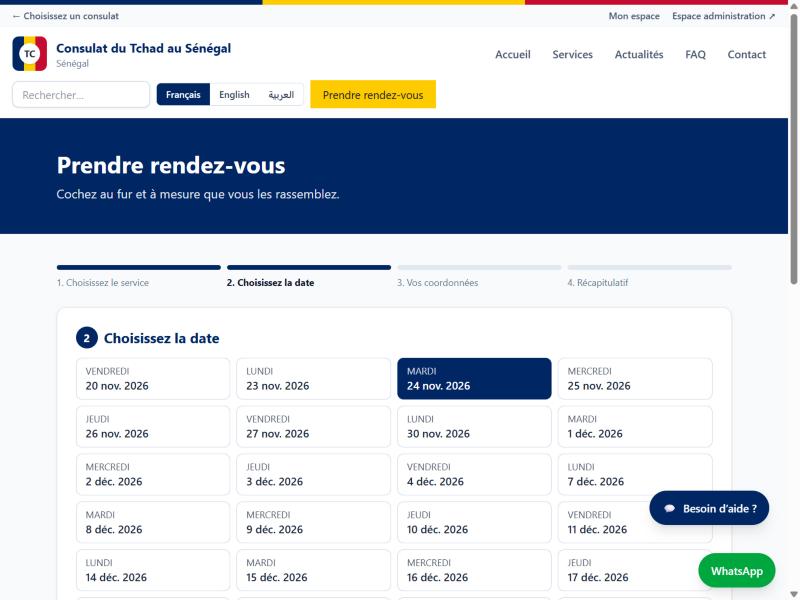 ← Choisissez un consulat
Mon espace
Espace administration ↗
TC
Consulat du Tchad au Sénégal
Sénégal
Accueil
Services
Actualités
FAQ
Contact
Rechercher...
Français
English
العربية
Prendre rendez-vous
Prendre rendez-vous
Cochez au fur et à mesure que vous les rassemblez.
1. Choisissez le service
2. Choisissez la date
3. Vos coordonnées
4. Récapitulatif
2 Choisissez la date
VENDREDI
20 nov. 2026
LUNDI
23 nov. 2026
MARDI
24 nov. 2026
MERCREDI
25 nov. 2026
JEUDI
26 nov. 2026
VENDREDI
27 nov. 2026
LUNDI
30 nov. 2026
MARDI
1 déc. 2026
MERCREDI
2 déc. 2026
JEUDI
3 déc. 2026
VENDREDI
4 déc. 2026
LUNDI
7 déc. 2026
MARDI
8 déc. 2026
MERCREDI
9 déc. 2026
JEUDI
10 déc. 2026
VENDREDI
11 déc. 2026
LUNDI
14 déc. 2026
MARDI
15 déc. 2026
MERCREDI
16 déc. 2026
JEUDI
17 déc. 2026
Besoin d'aide ?
WhatsApp